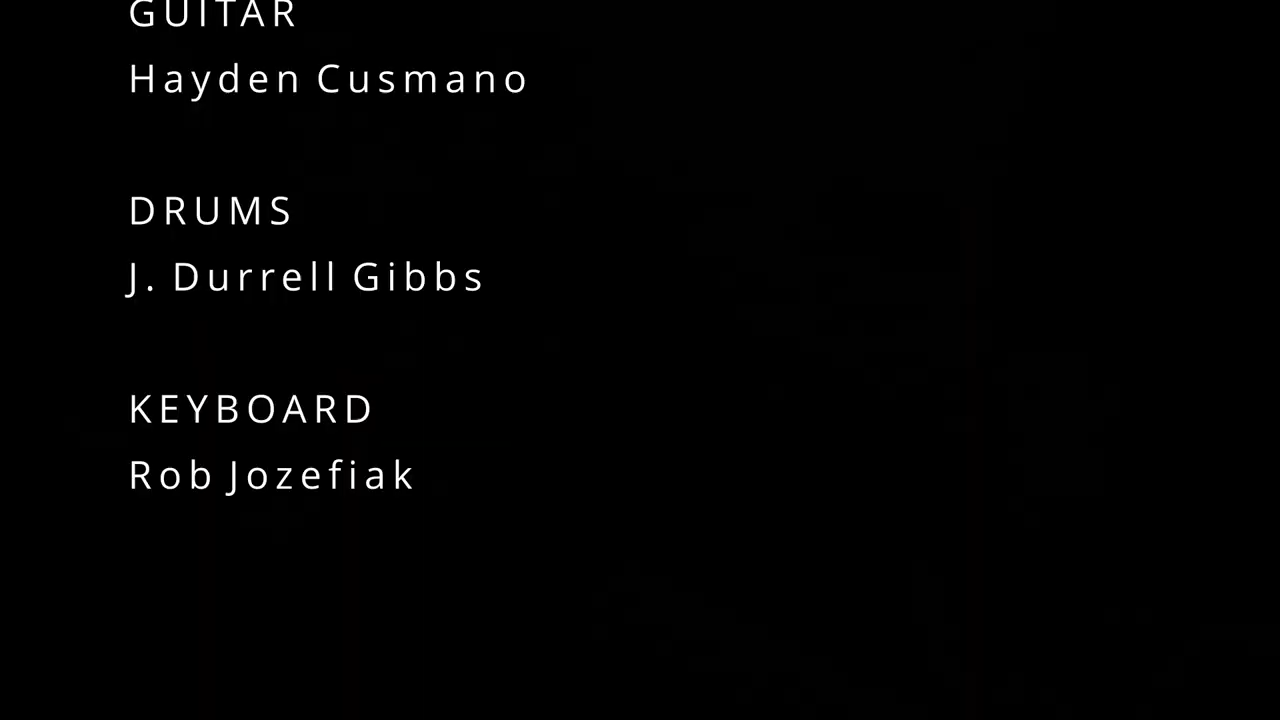 GUITAR
Hayden Cusmano
DRUMS
J. Durrell Gibbs
KEYBOARD
Rob Jozefiak